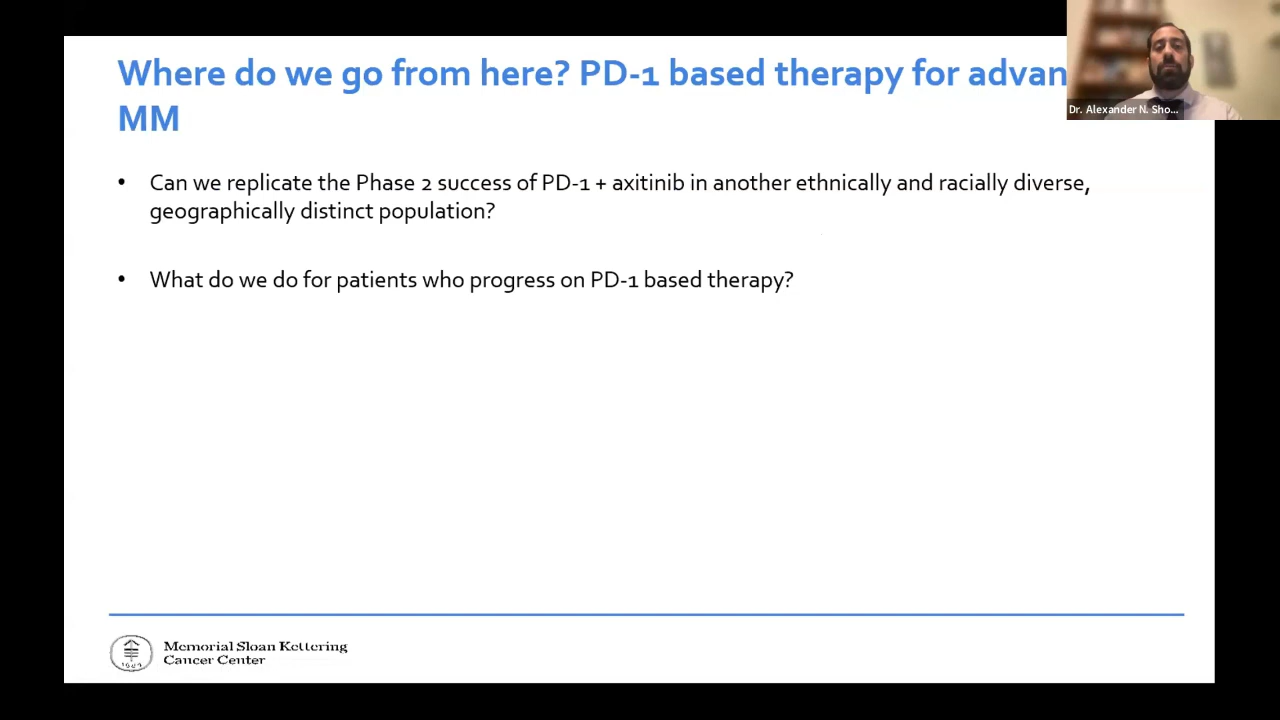 Where do we go from here? PD-1 based therapy for advan
MM
Dr. Alexander N. Sho...
• Can we replicate the Phase 2 success of PD-1 + axitinib in another ethnically and racially diverse,
geographically distinct population?
• What do we do for patients who progress on PD-1 based therapy?
Memorial Sloan Kettering
Cancer Center